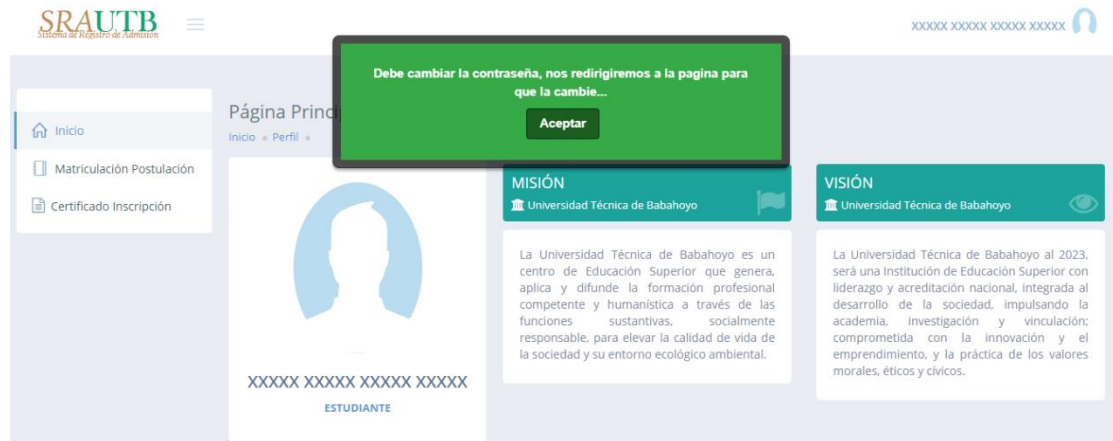 SRAUTB
Sistema de Registro de Admision
XXXXX XXXXX XXXXX XXXXX
Debe cambiar la contraseña, nos redirigiremos a la pagina para
que la cambie...
Aceptar
Inicio
Matriculación Postulación
Certificado Inscripción
Página
Inicio Perfil
XXXXX XXXXX XXXXX XXXXX
ESTUDIANTE
MISIÓN
Universidad Técnica de Babahoyo
La Universidad Técnica de Babahoyo es un
centro de Educación Superior que genera,
aplica y difunde la formación profesional
competente y humanística a través de las
funciones sustantivas, socialmente
responsable, para elevar la calidad de vida de
la sociedad y su entorno ecológico ambiental.
VISIÓN
Universidad Técnica de Babahoyo
La Universidad Técnica de Babahoyo al 2023,
será una Institución de Educación Superior con
liderazgo y acreditación nacional, integrada al
desarrollo de la sociedad, impulsando la
academia, investigación y vinculación;
comprometida con la innovación y el
emprendimiento, y la práctica de los valores
morales, éticos y cívicos.